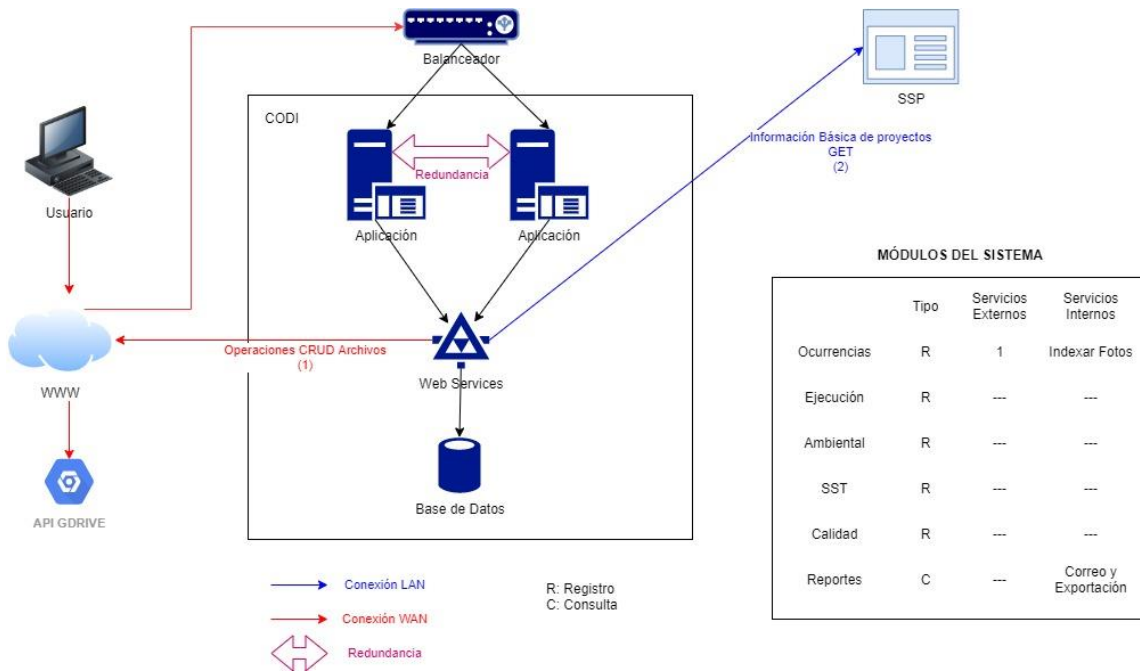 Balanceador
SSP
CODI
Información Básica de proyectos
GET
(2)
Redundancia
Usuario
Aplicación
Aplicación
MÓDULOS DEL SISTEMA
Tipo
Servicios
Externos
Servicios
Internos
Operaciones CRUD Archivos
(1)
Ocurrencias R 1 Indexar Fotos
Web Services
WWW
Ejecución R --- ---
Ambiental R --- ---
SST R --- ---
Base de Datos
API GDRIVE
Calidad R --- ---
Reportes C --- Correo y
Exportación
Conexión LAN
R: Registro
C: Consulta
Conexión WAN
Redundancia